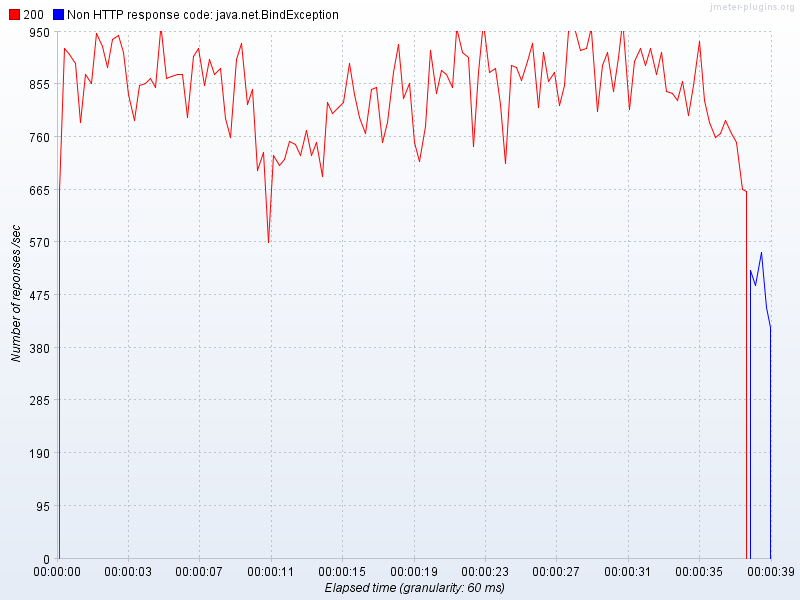 jmeter-plugins.org
200 Non HTTP response code: java.net.BindException
950
855
760
665
570
475
380
285
190
95
0
Number of reponses /sec
00:00:00 00:00:03 00:00:07 00:00:11 00:00:15 00:00:19 00:00:23 00:00:27 00:00:31 00:00:35 00:00:39
Elapsed time (granularity: 60 ms)